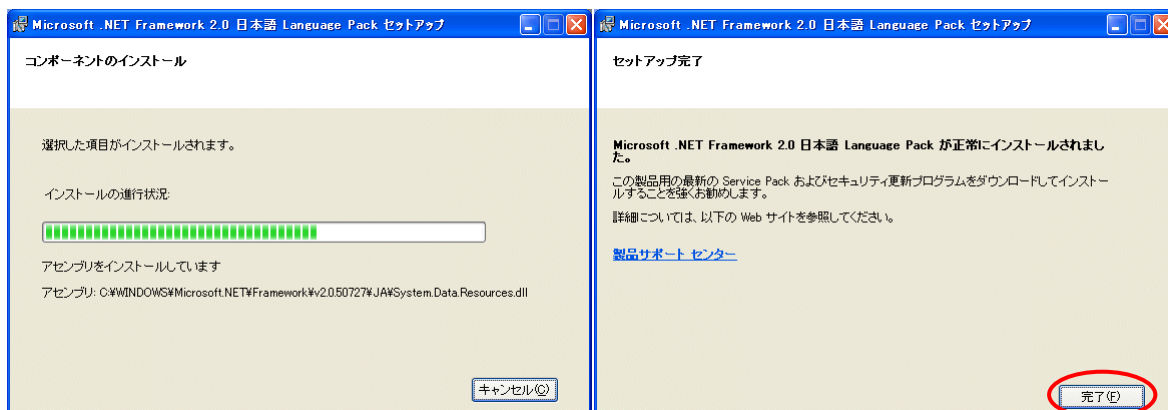 Microsoft .NET Framework 2.0 日本語 Language Pack セットアップ
コンポーネントのインストール
選択した項目がインストールされます。
インストールの進行状況:
アセンブリをインストールしています
アセンブリ: C:¥WINDOWS¥Microsoft.NET¥Framework¥v2.0.50727¥JA¥System.Data.Resources.dll
キャンセル(C)
Microsoft .NET Framework 2.0 日本語 Language Pack セットアップ
セットアップ完了
Microsoft .NET Framework 2.0 日本語 Language Pack が正常にインストールされまし
た。
この製品用の最新の Service Pack およびセキュリティ更新プログラムをダウンロードしてインストー
ルすることを強くお勧めします。
詳細については、以下の Web サイトを参照してください。
製品サポート センター
完了(F)